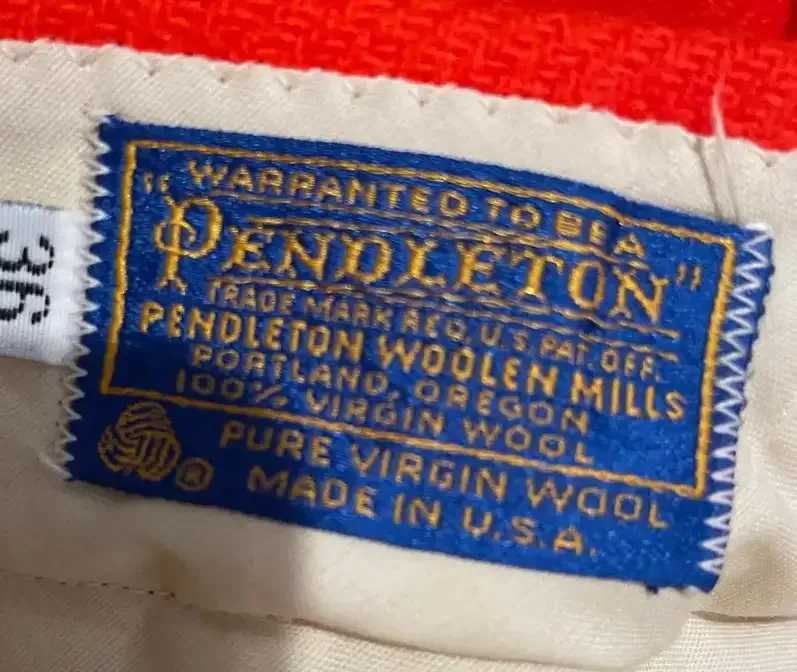 "WARRANTED TO BE A
PENDLETON"
TRADE MARK REG. U.S. PAT. OFF.
PENDLETON WOOLEN MILLS
PORTLAND, OREGON
100% VIRGIN WOOL
PURE VIRGIN WOOL
®
MADE IN U.S.A.
36